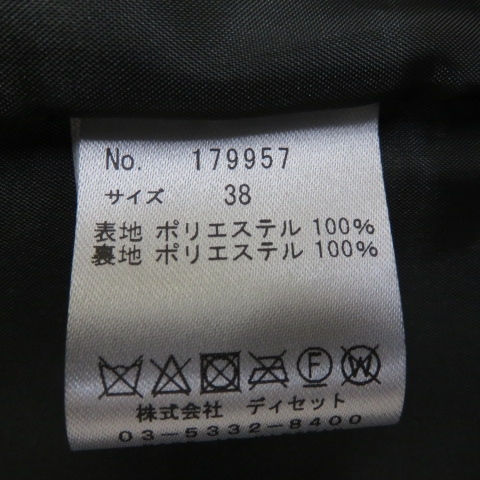 No. 179957
サイズ 38
表地 ポリエステル 100%
裏地 ポリエステル 100%
F W
株式会社 ディセット
03-5332-8400